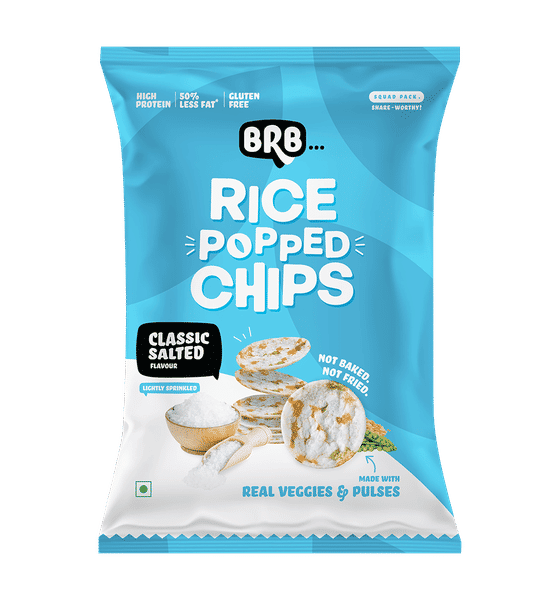 HIGH PROTEIN
50% LESS FAT*
GLUTEN FREE
SQUAD PACK.
SHARE-WORTHY!
BRB...
RICE
POPPED
CHIPS
CLASSIC
SALTED
FLAVOUR
LIGHTLY SPRINKLED
NOT BAKED.
NOT FRIED.
MADE WITH
REAL VEGGIES & PULSES